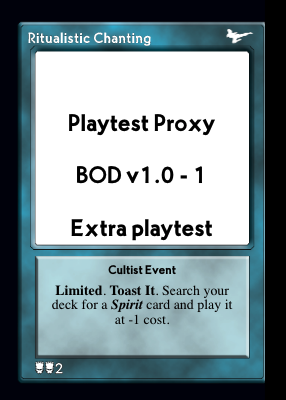 Ritualistic Chanting
Playtest Proxy
BOD v1.0 - 1
Extra playtest
Cultist Event
Limited. Toast It. Search your
deck for a Spirit card and play it
at -1 cost.
2